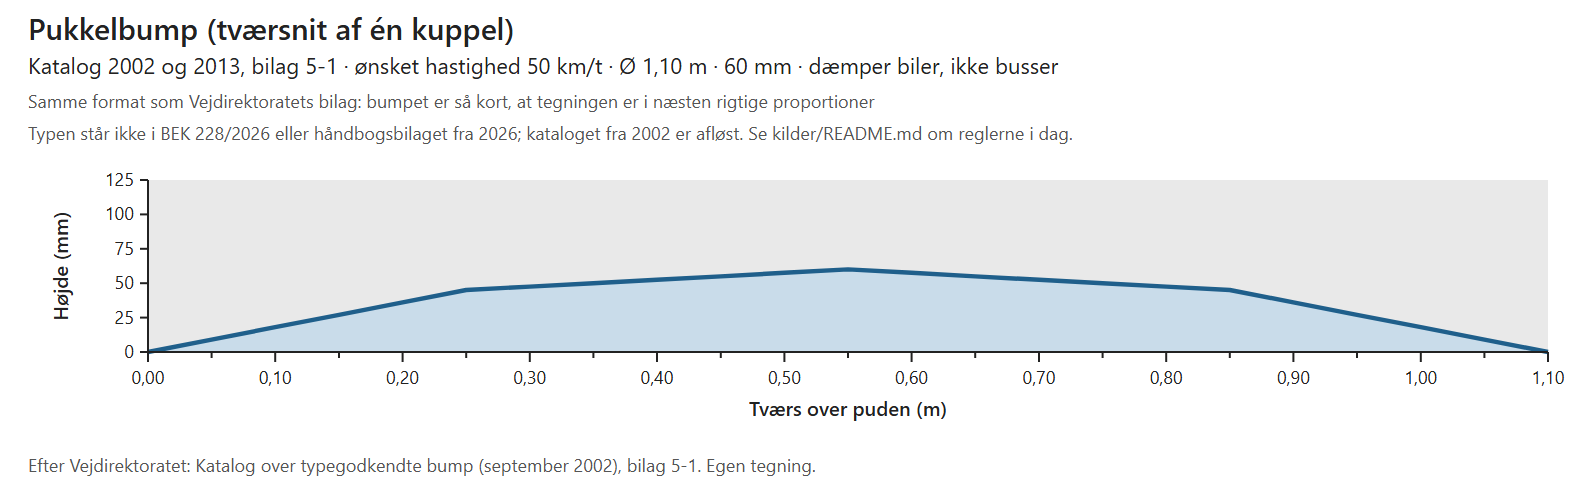 Pukkelbump (tværsnit af én kuppel)
Katalog 2002 og 2013, bilag 5-1 · ønsket hastighed 50 km/t · Ø 1,10 m · 60 mm · dæmper biler, ikke busser
Samme format som Vejdirektoratets bilag: bumpet er så kort, at tegningen er i næsten rigtige proportioner
Typen står ikke i BEK 228/2026 eller håndbogsbilaget fra 2026; kataloget fra 2002 er afløst. Se kilder/README.md om reglerne i dag.
Højde (mm)
125
100
75
50
25
0
0,00 0,10 0,20 0,30 0,40 0,50 0,60 0,70 0,80 0,90 1,00 1,10
Tværs over puden (m)
Efter Vejdirektoratet: Katalog over typegodkendte bump (september 2002), bilag 5-1. Egen tegning.